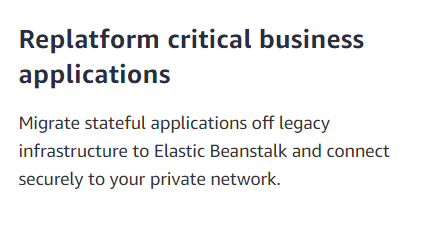 Replatform critical business
applications
Migrate stateful applications off legacy
infrastructure to Elastic Beanstalk and connect
securely to your private network.